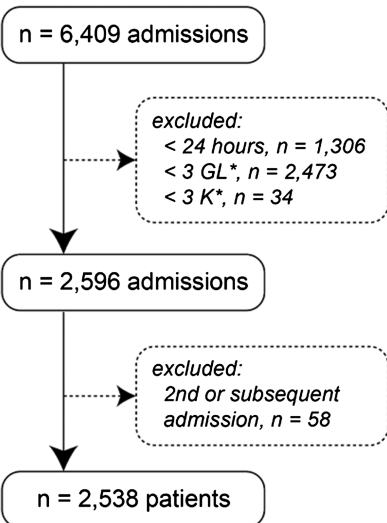 n = 6,409 admissions
excluded:
< 24 hours, n = 1,306
< 3 GL*, n = 2,473
< 3 K*, n = 34
n = 2,596 admissions
excluded:
2nd or subsequent
admission, n = 58
n = 2,538 patients